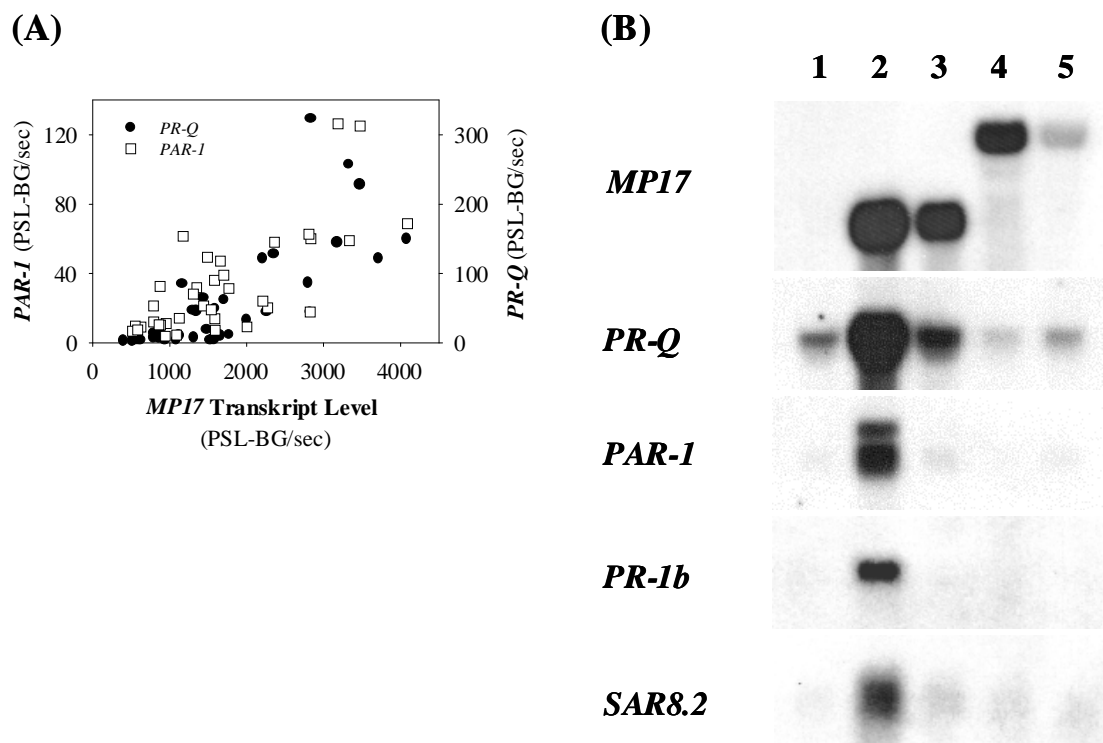 (A)
PAR-1 (PSL-BG/sec)
120
80
40
0
PR-Q
PAR-1
300
200
100
0
PR-Q (PSL-BG/sec)
0 1000 2000 3000 4000
MP17 Transkript Level
(PSL-BG/sec)
(B)
1 2 3 4 5
MP17
PR-Q
PAR-1
PR-1b
SAR8.2